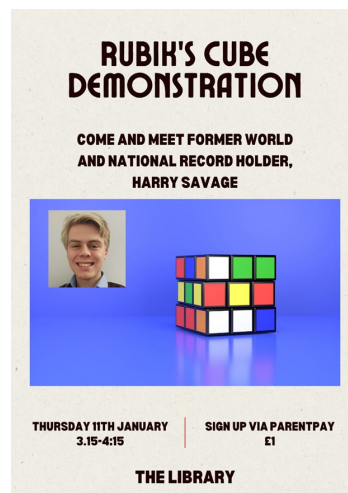 RUBIK'S CUBE
DEMONSTRATION
COME AND MEET FORMER WORLD
AND NATIONAL RECORD HOLDER,
HARRY SAVAGE
THURSDAY 11TH JANUARY
3.15-4:15
SIGN UP VIA PARENTPAY
£1
THE LIBRARY